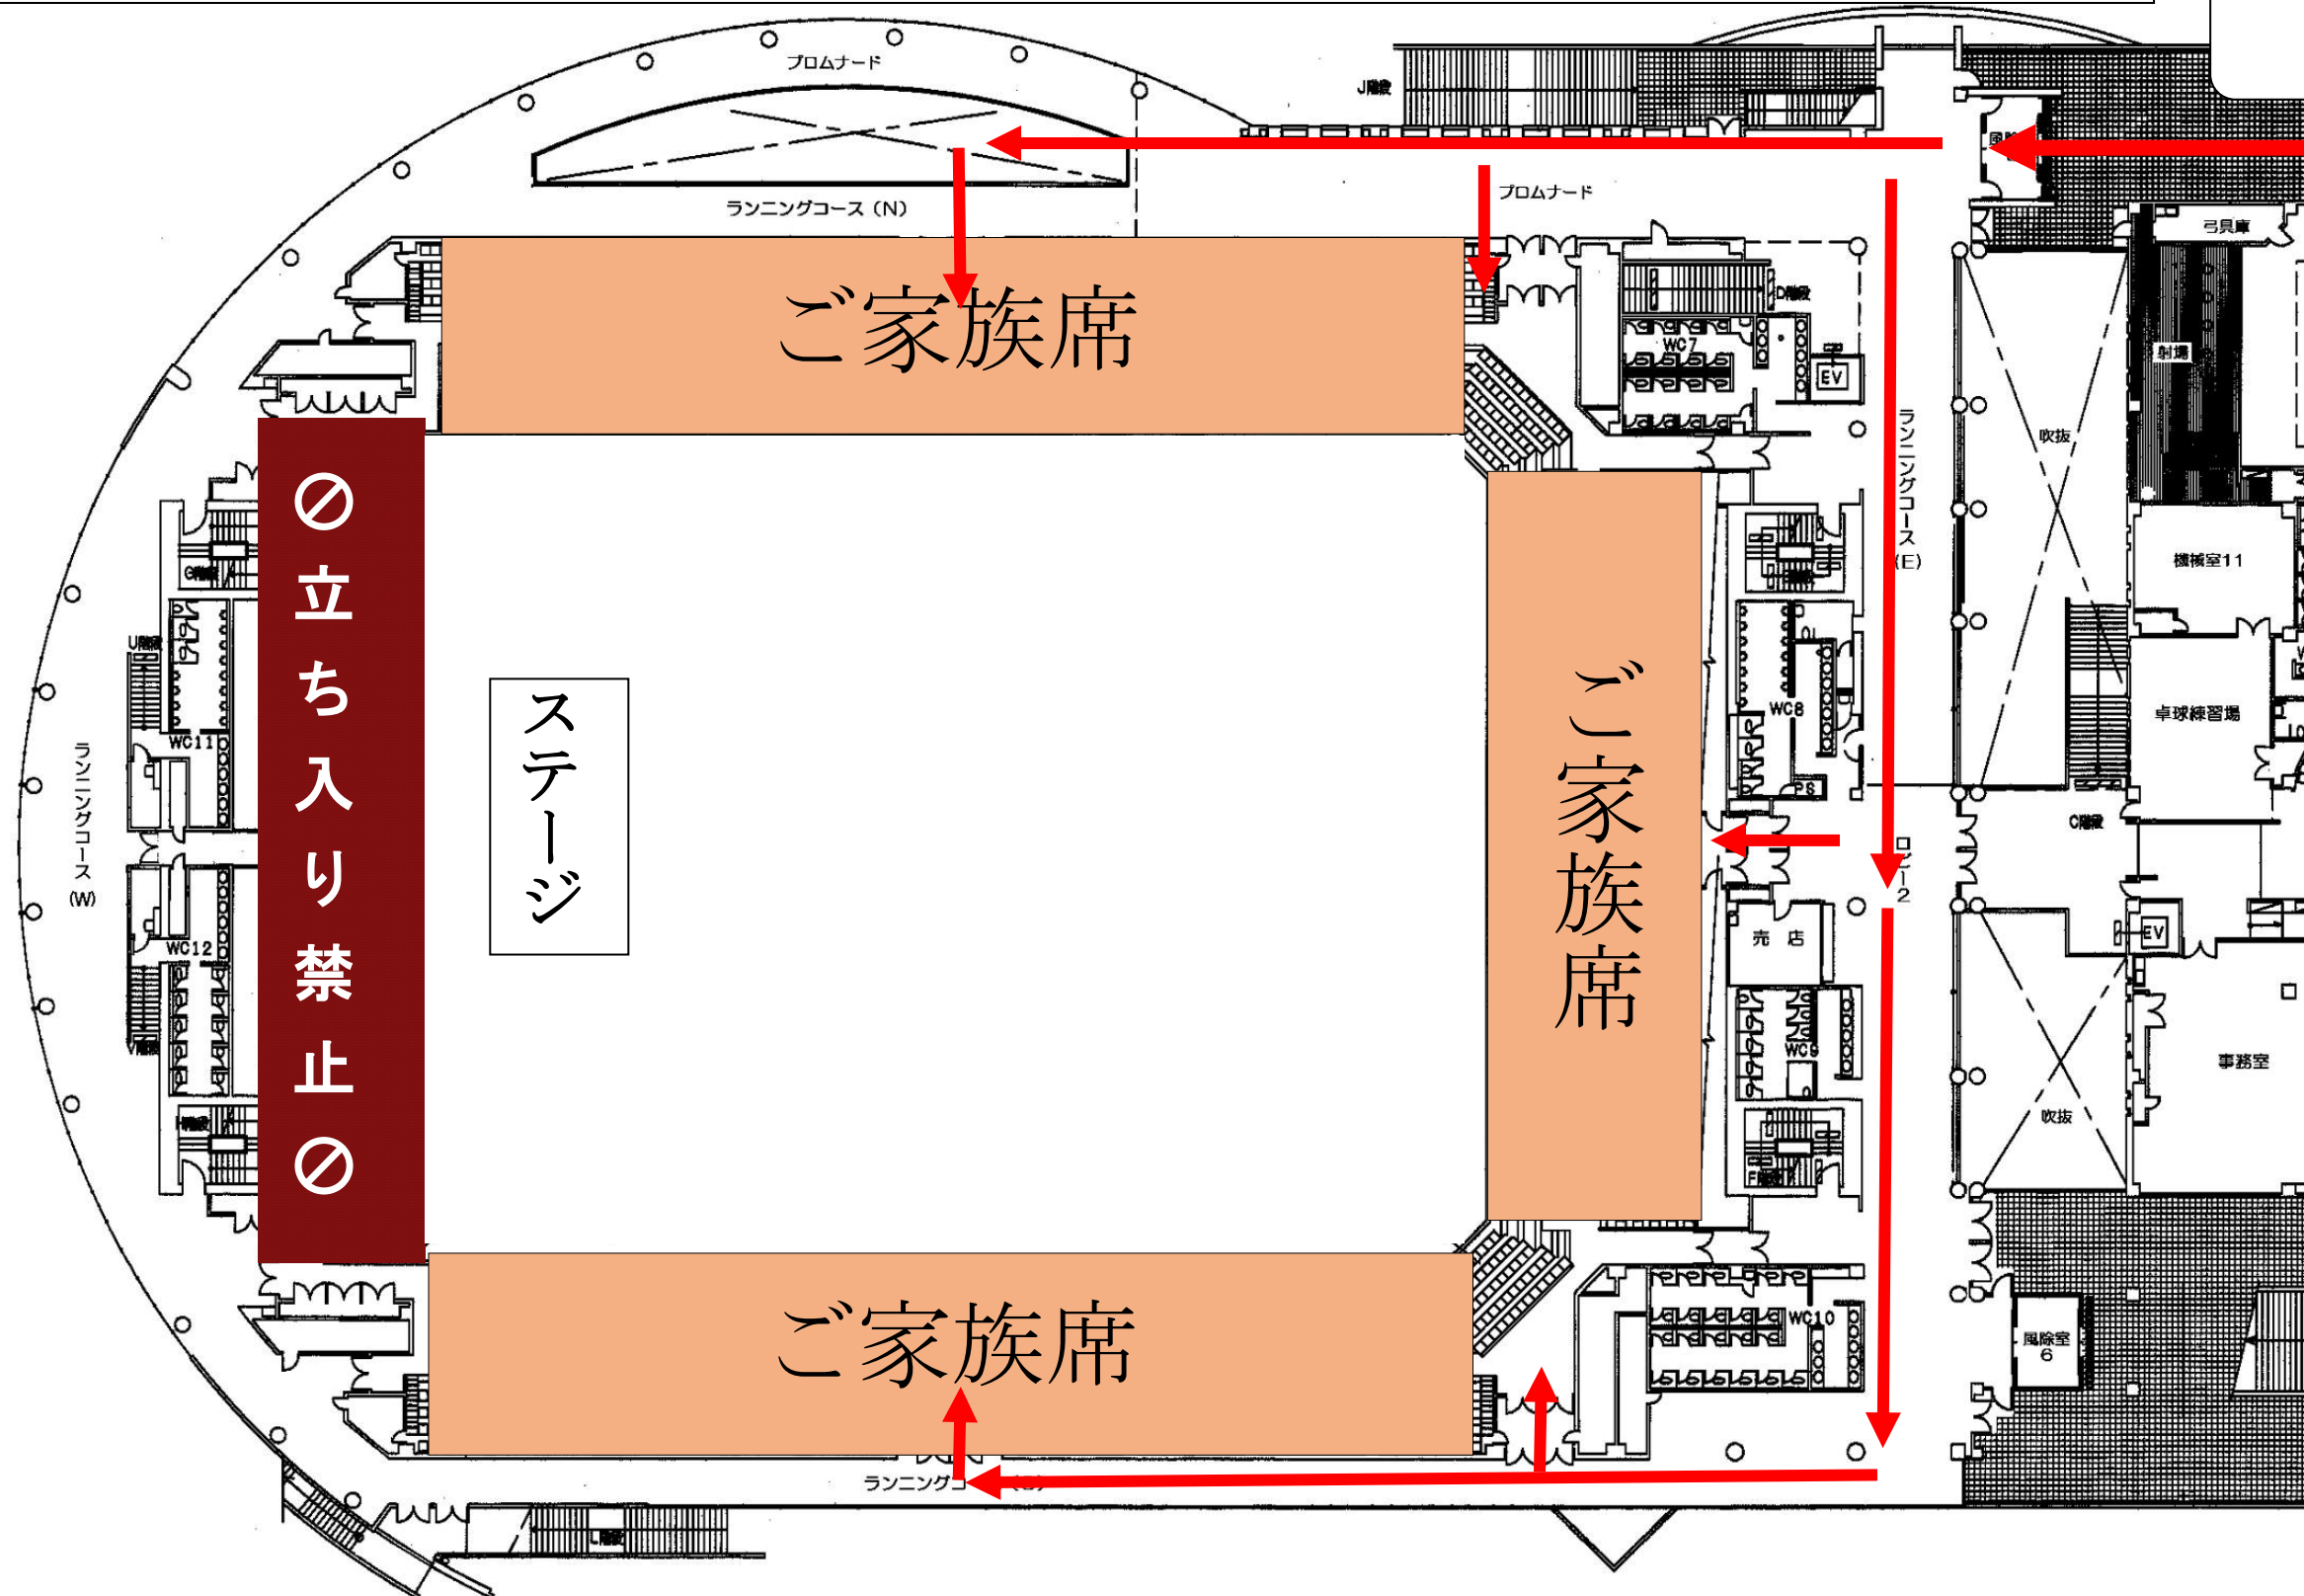 プロムナード
J階段
ランニングコース（N）
プロムナード
弓具庫
ご家族席
D階段
WC7
EV
射場
吹抜
ランニングコース
(E)
⊘立ち入り禁止⊘
機械室11
G階段
U階段
WC11
ステージ
ご家族席
WC8
PS
卓球練習場
C階段
ランニングコース
(W)
ロビー2
売 店
EV
WC12
V階段
WC9
事務室
吹抜
H階段
F階段
ご家族席
WC10
風除室
6
ランニングコ
L階段